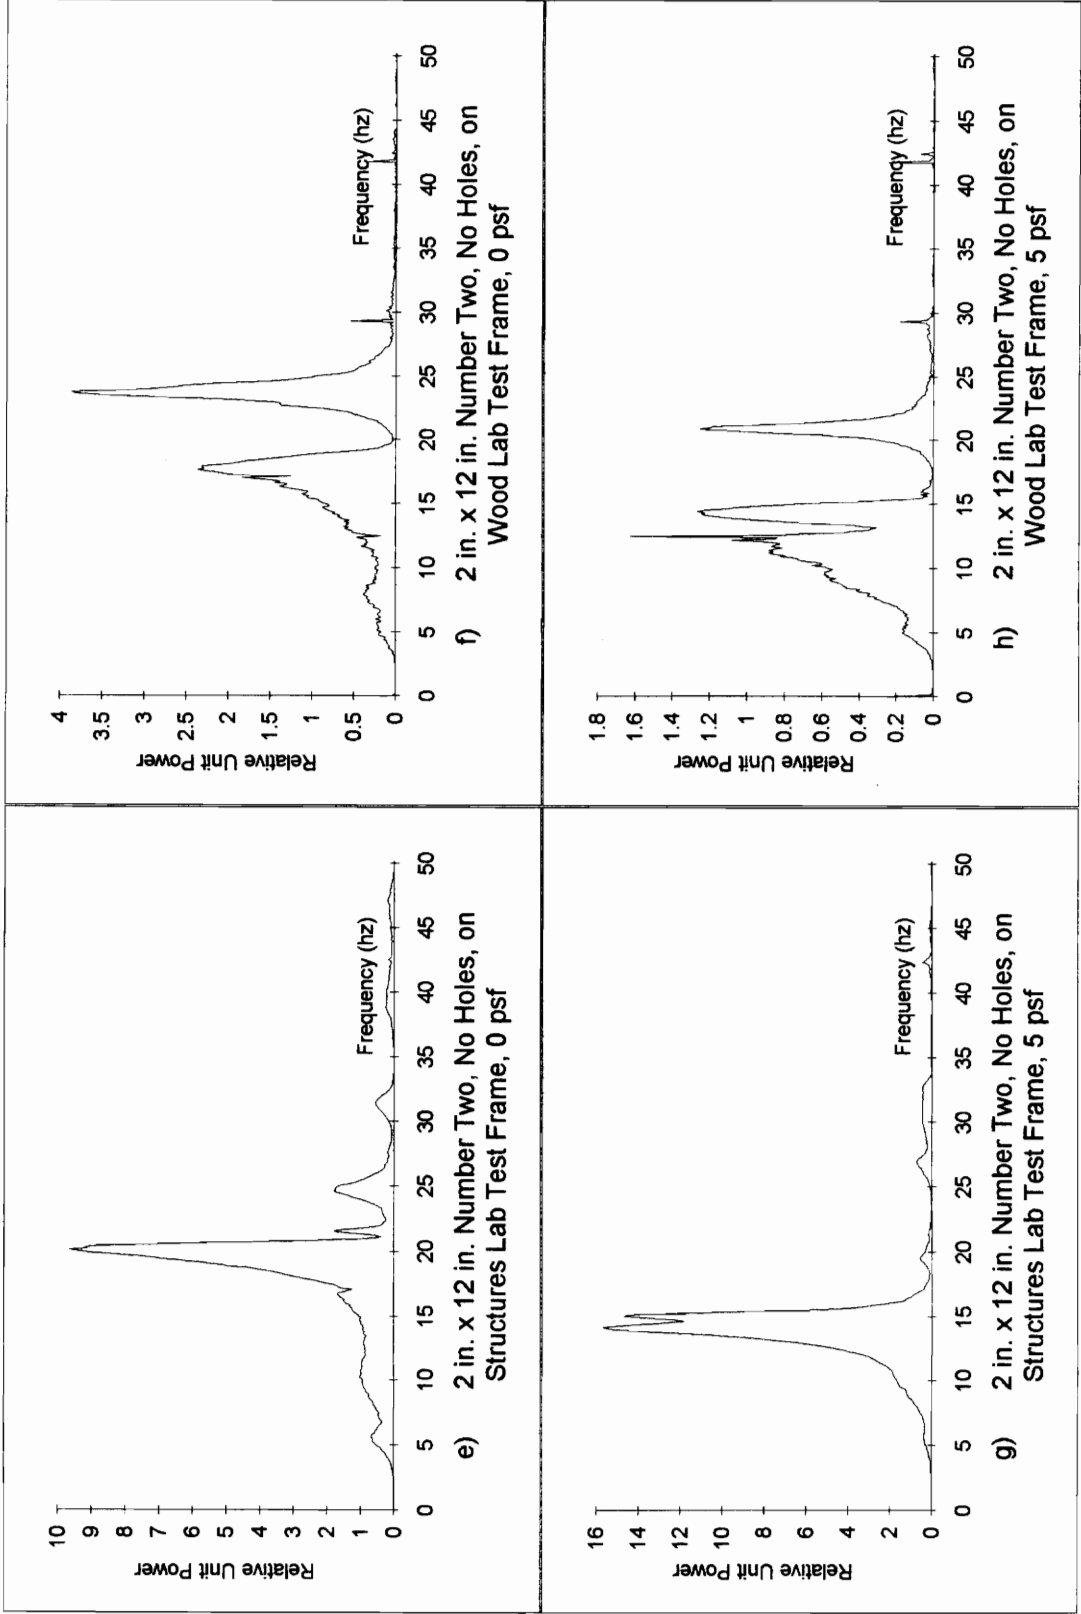 Relative Unit Power
10
9
8
7
6
5
4
3
2
1
0
0 5 10 15 20 25 30 35 40 45 50
Frequency (hz)
e) 2 in. x 12 in. Number Two, No Holes, on
Structures Lab Test Frame, 0 psf
Relative Unit Power
4
3.5
3
2.5
2
1.5
1
0.5
0
0 5 10 15 20 25 30 35 40 45 50
Frequency (hz)
f) 2 in. x 12 in. Number Two, No Holes, on
Wood Lab Test Frame, 0 psf
Relative Unit Power
16
14
12
10
8
6
4
2
0
0 5 10 15 20 25 30 35 40 45 50
Frequency (hz)
g) 2 in. x 12 in. Number Two, No Holes, on
Structures Lab Test Frame, 5 psf
Relative Unit Power
1.8
1.6
1.4
1.2
1
0.8
0.6
0.4
0.2
0
0 5 10 15 20 25 30 35 40 45 50
Frequency (hz)
h) 2 in. x 12 in. Number Two, No Holes, on
Wood Lab Test Frame, 5 psf